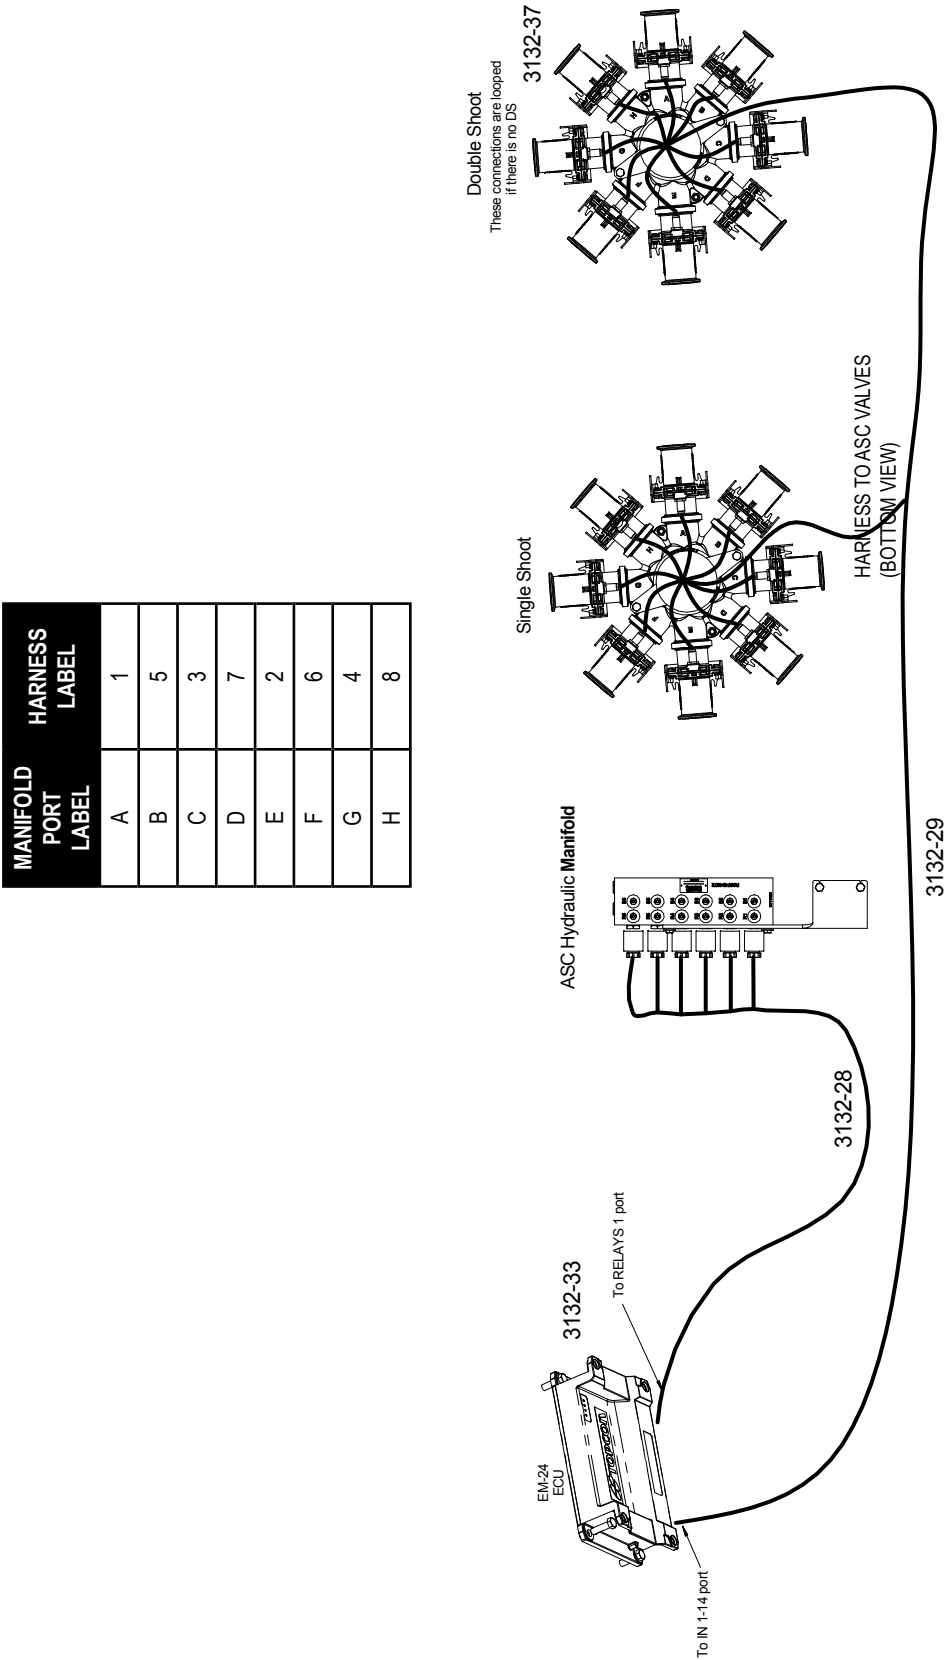 MANIFOLD
PORT
LABEL
HARNESS
LABEL
A 1
B 5
C 3
D 7
E 2
F 6
G 4
H 8
EM-24
ECU
TOPCON
To IN 1-14 port
3132-33
To RELAYS 1 port
3132-28
ASC Hydraulic Manifold
3132-29
Single Shoot
A
B
C
D
E
F
G
H
HARNESS TO ASC VALVES
(BOTTOM VIEW)
Double Shoot
These connections are looped
if there is no DS
3132-37
A
B
C
D
E
F
G
H